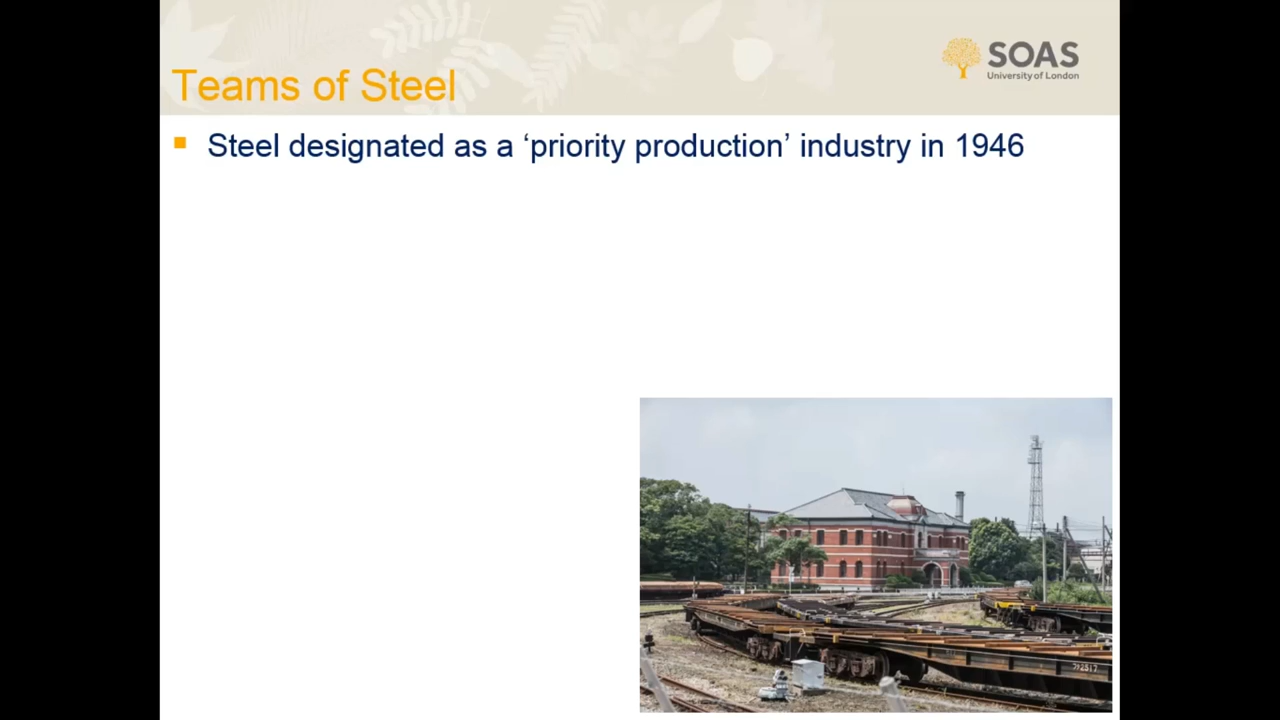 SOAS
University of London
Teams of Steel
Steel designated as a ‘priority production’ industry in 1946